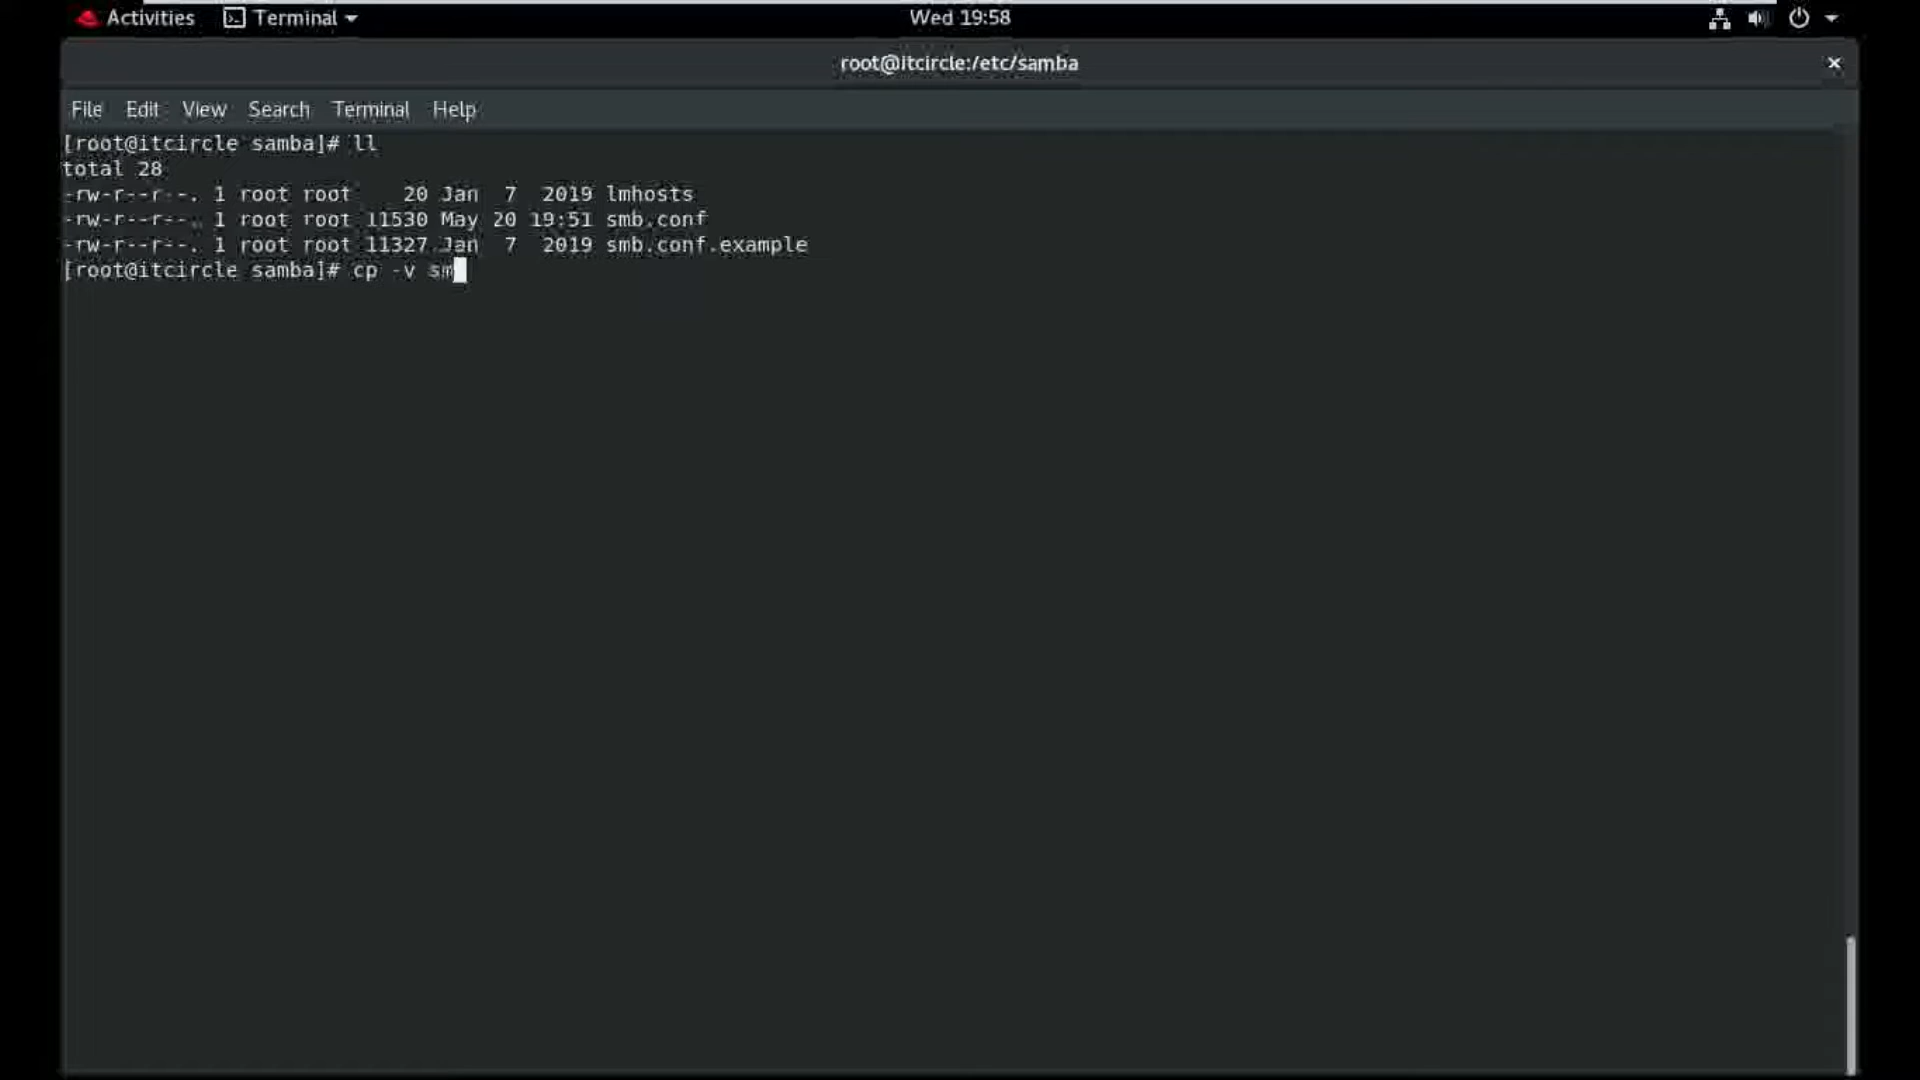 Activities Terminal Wed 19:58
root@itcircle:/etc/samba ×
File Edit View Search Terminal Help
[root@itcircle samba]# ll
total 28
-rw-r--r--. 1 root root    20 Jan  7  2019 lmhosts
-rw-r--r--. 1 root root 11530 May 20 19:51 smb.conf
-rw-r--r--. 1 root root 11327 Jan  7  2019 smb.conf.example
[root@itcircle samba]# cp -v sm